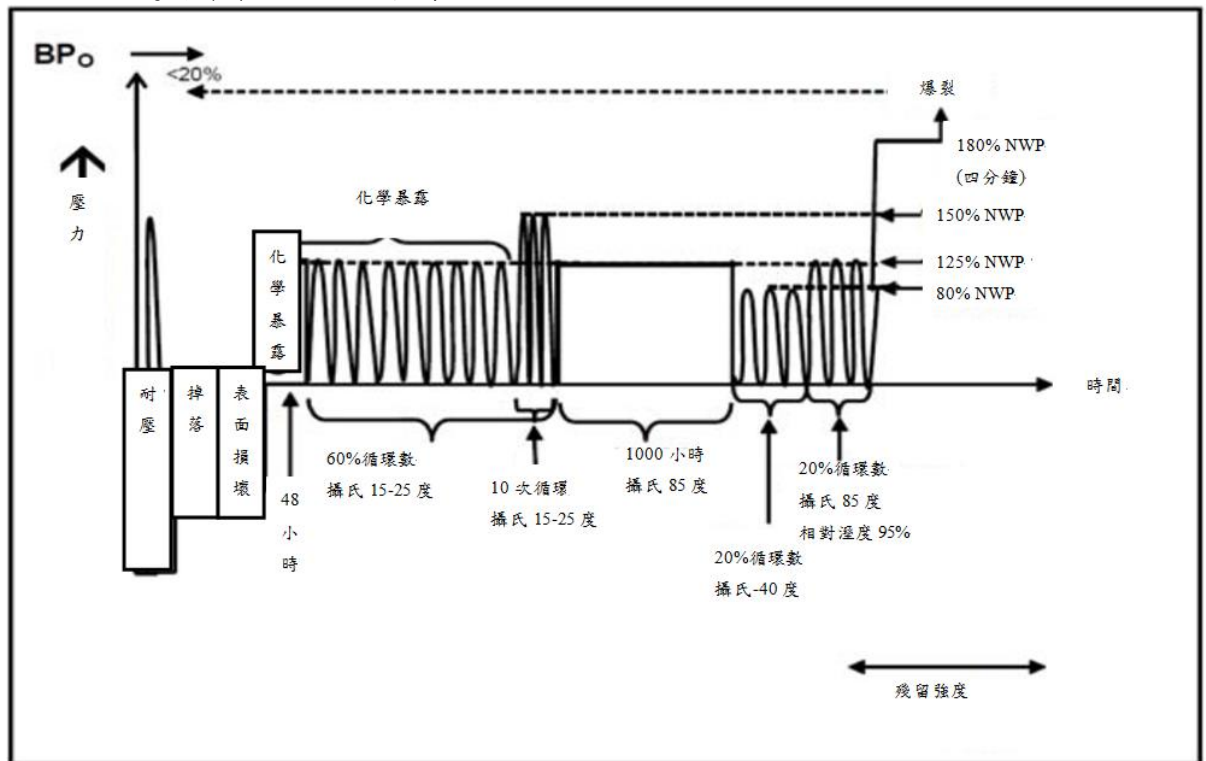 BPo
<20%
爆裂
180% NWP
(四分鐘)
壓
力
化學暴露
150% NWP
化
學
暴
露
125% NWP
80% NWP
耐
壓
掉
落
表
面
損
壞
時間
60%循環數
攝氏 15-25 度
10 次循環
攝氏 15-25 度
1000 小時
攝氏 85 度
20%循環數
攝氏 85 度
相對溼度 95%
48
小
時
20%循環數
攝氏-40 度
殘留強度